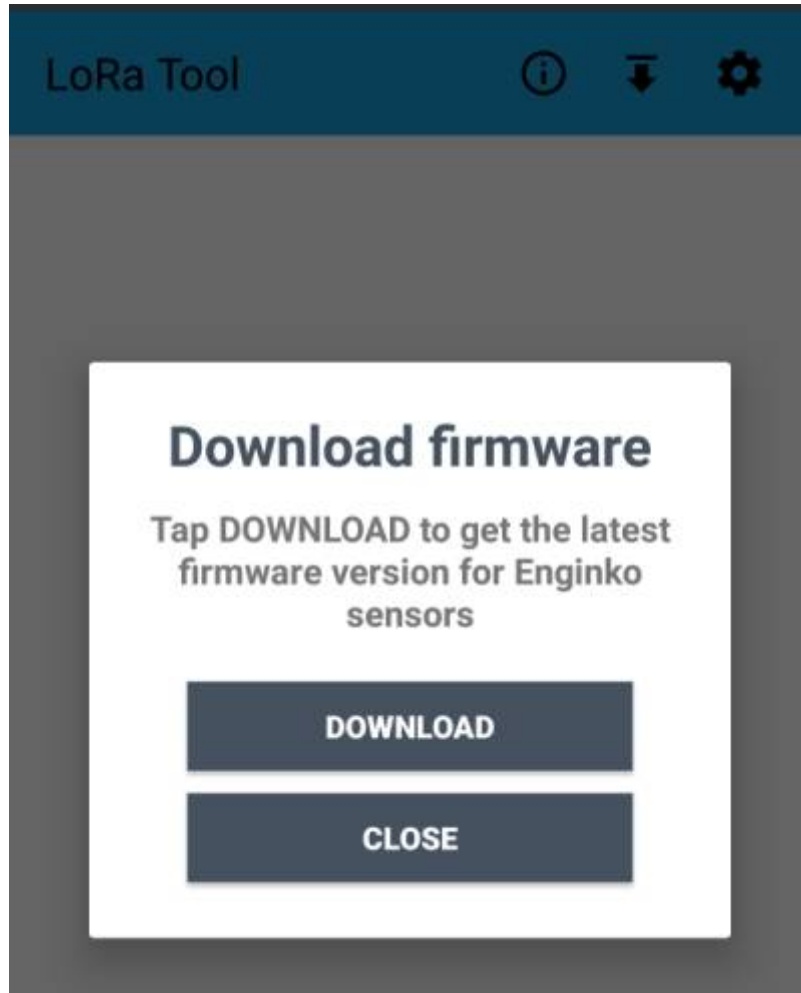 LoRa Tool
Download firmware
Tap DOWNLOAD to get the latest
firmware version for Enginko
sensors
DOWNLOAD
CLOSE